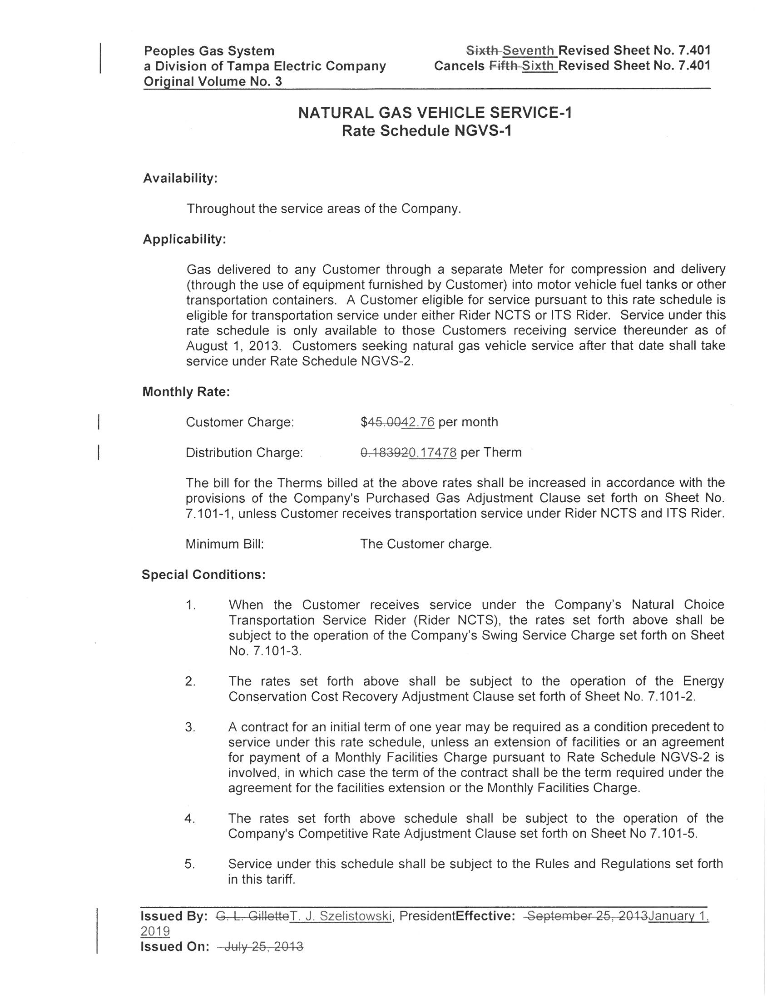 Peoples Gas System
a Division of Tampa Electric Company
Original Volume No. 3
Sixth Seventh Revised Sheet No. 7.401
Cancels Fifth Sixth Revised Sheet No. 7.401
NATURAL GAS VEHICLE SERVICE-1
Rate Schedule NGVS-1
Availability:
Throughout the service areas of the Company.
Applicability:
Gas delivered to any Customer through a separate Meter for compression and delivery
(through the use of equipment furnished by Customer) into motor vehicle fuel tanks or other
transportation containers. A Customer eligible for service pursuant to this rate schedule is
eligible for transportation service under either Rider NCTS or ITS Rider. Service under this
rate schedule is only available to those Customers receiving service thereunder as of
August 1, 2013. Customers seeking natural gas vehicle service after that date shall take
service under Rate Schedule NGVS-2.
Monthly Rate:
Customer Charge: $45.0042.76 per month
Distribution Charge: 0.183920.17478 per Therm
The bill for the Therms billed at the above rates shall be increased in accordance with the
provisions of the Company's Purchased Gas Adjustment Clause set forth on Sheet No.
7.101-1, unless Customer receives transportation service under Rider NCTS and ITS Rider.
Minimum Bill: The Customer charge.
Special Conditions:
1. When the Customer receives service under the Company's Natural Choice
Transportation Service Rider (Rider NCTS), the rates set forth above shall be
subject to the operation of the Company's Swing Service Charge set forth on Sheet
No. 7.101-3.
2. The rates set forth above shall be subject to the operation of the Energy
Conservation Cost Recovery Adjustment Clause set forth of Sheet No. 7.101-2.
3. A contract for an initial term of one year may be required as a condition precedent to
service under this rate schedule, unless an extension of facilities or an agreement
for payment of a Monthly Facilities Charge pursuant to Rate Schedule NGVS-2 is
involved, in which case the term of the contract shall be the term required under the
agreement for the facilities extension or the Monthly Facilities Charge.
4. The rates set forth above schedule shall be subject to the operation of the
Company's Competitive Rate Adjustment Clause set forth on Sheet No 7.101-5.
5. Service under this schedule shall be subject to the Rules and Regulations set forth
in this tariff.
Issued By: G. L. GilletteT. J. Szelistowski, PresidentEffective: September 25, 2013January 1,
2019
Issued On: July 25, 2013